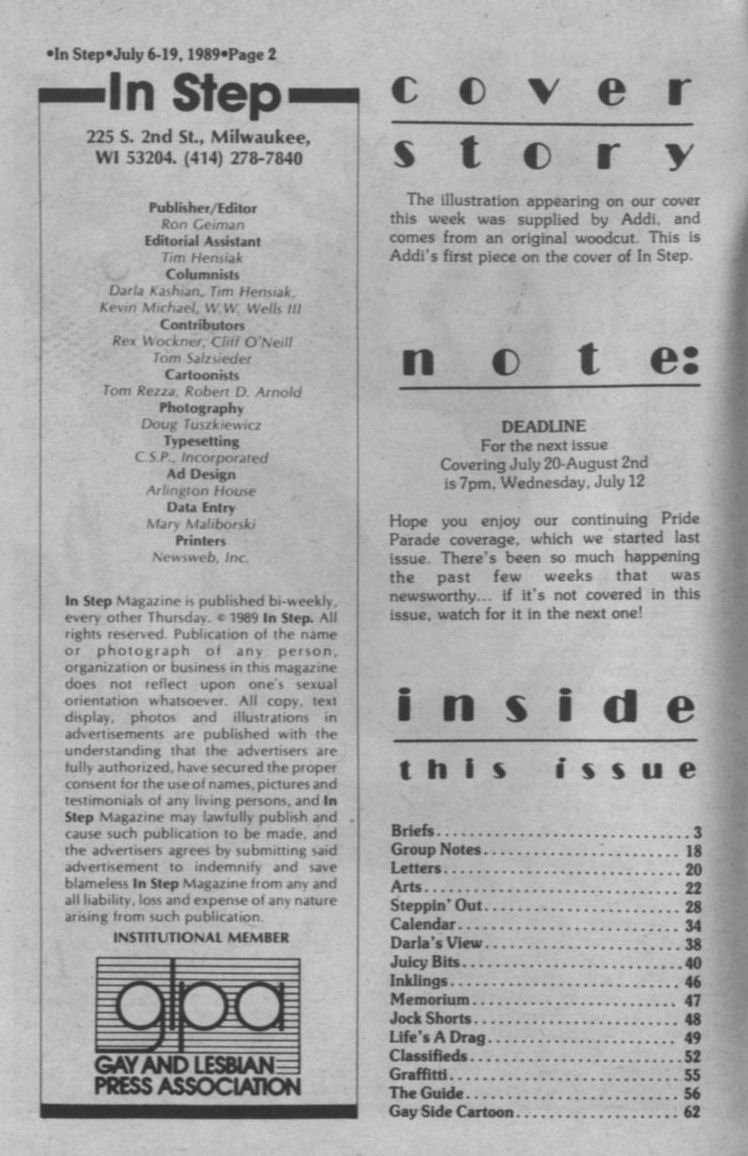 •In Step•July 6-19, 1989•Page 2
In Step
225 S. 2nd St., Milwaukee,
WI 53204. (414) 278-7840
Publisher/Editor
Ron Geiman
Editorial Assistant
Tim Hensiak
Columnists
Darla Kashian, Tim Hensiak,
Kevin Michael, W.W. Wells III
Contributors
Rex Wockner, Cliff O'Neill
Tom Salzsieder
Cartoonists
Tom Rezza, Robert D. Arnold
Photography
Doug Tuszkiewicz
Typesetting
C.S.P., Incorporated
Ad Design
Arlington House
Data Entry
Mary Maliborski
Printers
Newsweb, Inc.
In Step Magazine is published bi-weekly,
every other Thursday. © 1989 In Step. All
rights reserved. Publication of the name
or photograph of any person,
organization or business in this magazine
does not reflect upon one's sexual
orientation whatsoever. All copy, text
display, photos and illustrations in
advertisements are published with the
understanding that the advertisers are
fully authorized, have secured the proper
consent for the use of names, pictures and
testimonials of any living persons, and In
Step Magazine may lawfully publish and
cause such publication to be made, and
the advertisers agrees by submitting said
advertisement to indemnify and save
blameless In Step Magazine from any and
all liability, loss and expense of any nature
arising from such publication.
INSTITUTIONAL MEMBER
gpa
GAY AND LESBIAN
PRESS ASSOCIATION
cover
story
The illustration appearing on our cover
this week was supplied by Addi, and
comes from an original woodcut. This is
Addi's first piece on the cover of In Step.
note:
DEADLINE
For the next issue
Covering July 20-August 2nd
is 7pm, Wednesday, July 12
Hope you enjoy our continuing Pride
Parade coverage, which we started last
issue. There's been so much happening
the past few weeks that was
newsworthy... if it's not covered in this
issue, watch for it in the next one!
inside
this issue
Briefs.............................. 3
Group Notes........................ 18
Letters............................. 20
Arts............................... 22
Steppin' Out........................ 28
Calendar........................... 34
Darla's View........................ 38
Juicy Bits...........................40
Inklings............................ 46
Memorium......................... 47
Jock Shorts......................... 48
Life's A Drag....................... 49
Classifieds..........................52
Graffitti............................ 55
The Guide.......................... 56
Gay Side Cartoon.................... 62